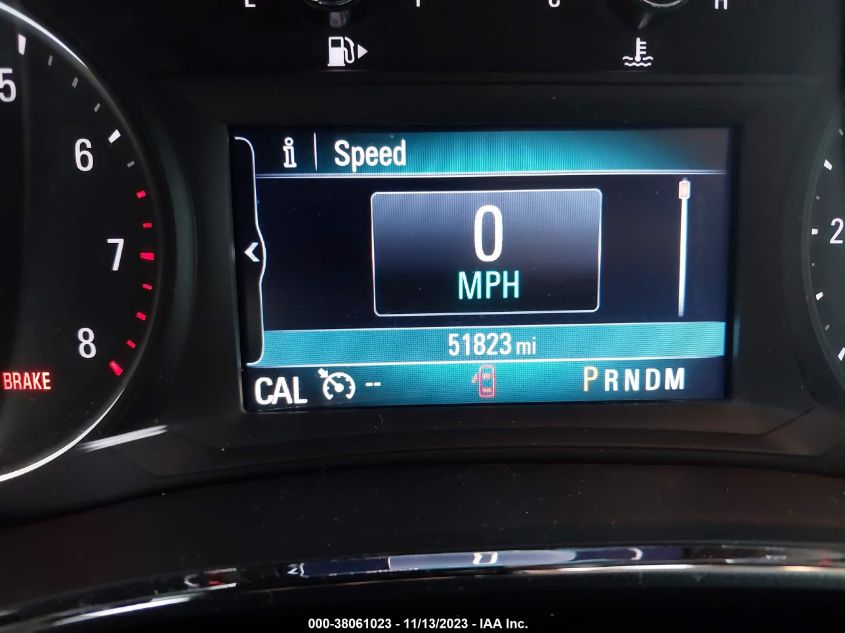 E F C H
5
6
7
8
BRAKE
i Speed
0
MPH
51823 mi
CAL -- PRNDM
2
000-38061023 - 11/13/2023 - IAA Inc.